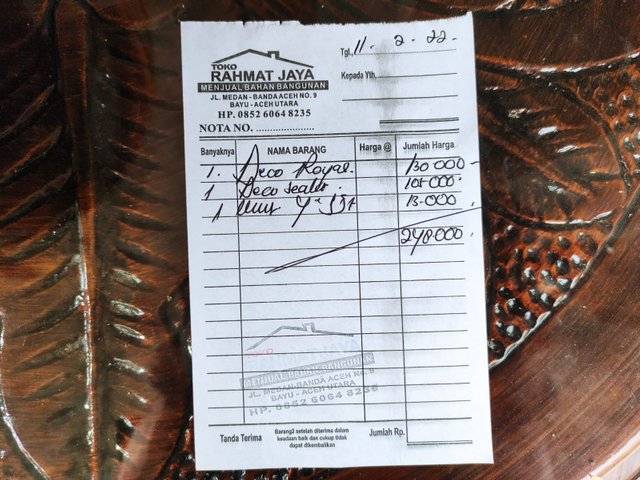 Tgl, 11. 2. 22.
TOKO
RAHMAT JAYA
MENJUAL BAHAN BANGUNAN
JL. MEDAN - BANDA ACEH NO. 9
BAYU - ACEH UTARA
HP. 0852 6064 8235
Kepada Yth,
NOTA NO.
Banyaknya NAMA BARANG Harga @ Jumlah Harga
1. Deco Royal. 130 000
1 Deco sealer. 105 000
1 4" 13.000
248.000
TOKO RAHMAT JAYA
MENJUAL BAHAN BANGUNAN
JL. MEDAN-BANDA ACEH NO. 9
BAYU - ACEH UTARA
HP. 0852 6064 8235
Tanda Terima
Barang2 setelah diterima dalam
keadaan baik dan cukup tidak
dapat dikembalikan
Jumlah Rp.